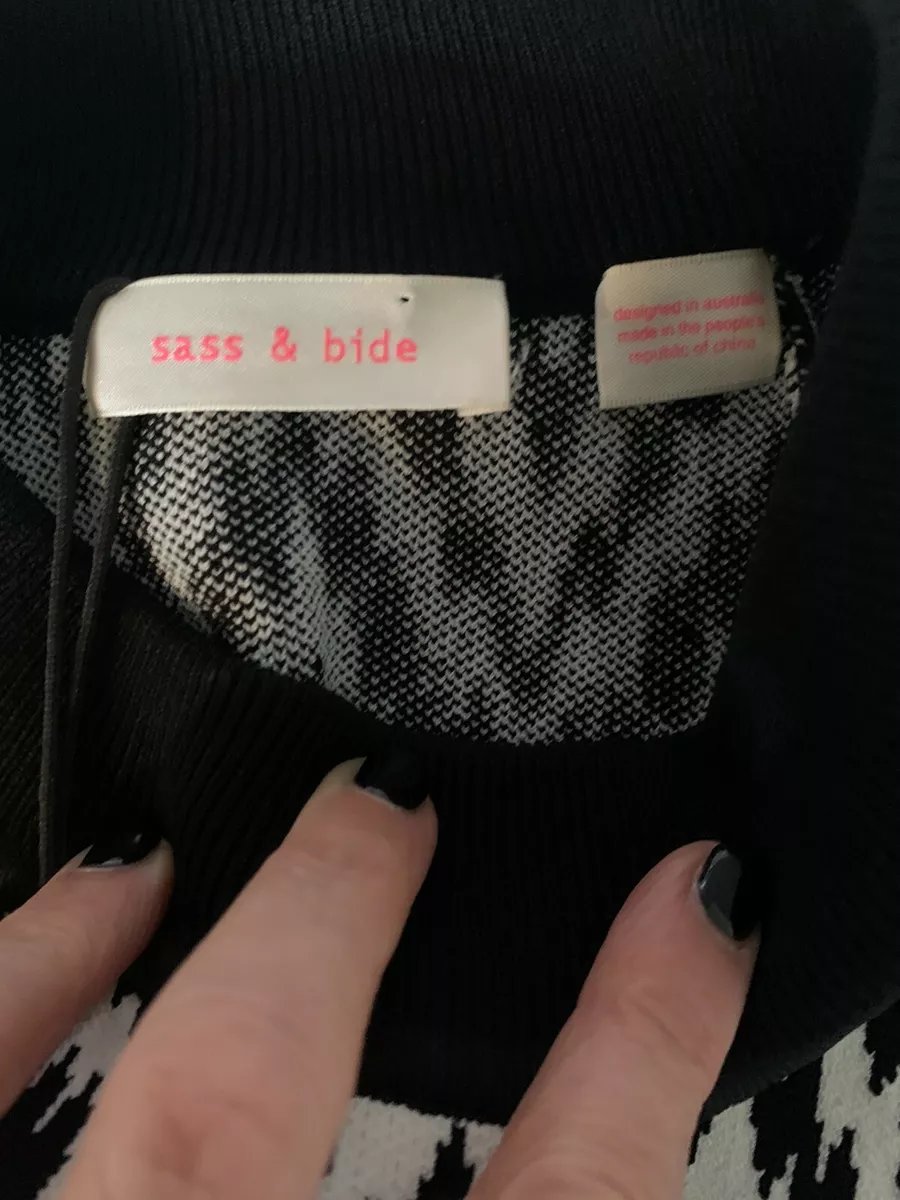 sass & bide
designed in australia
made in the people's
republic of china